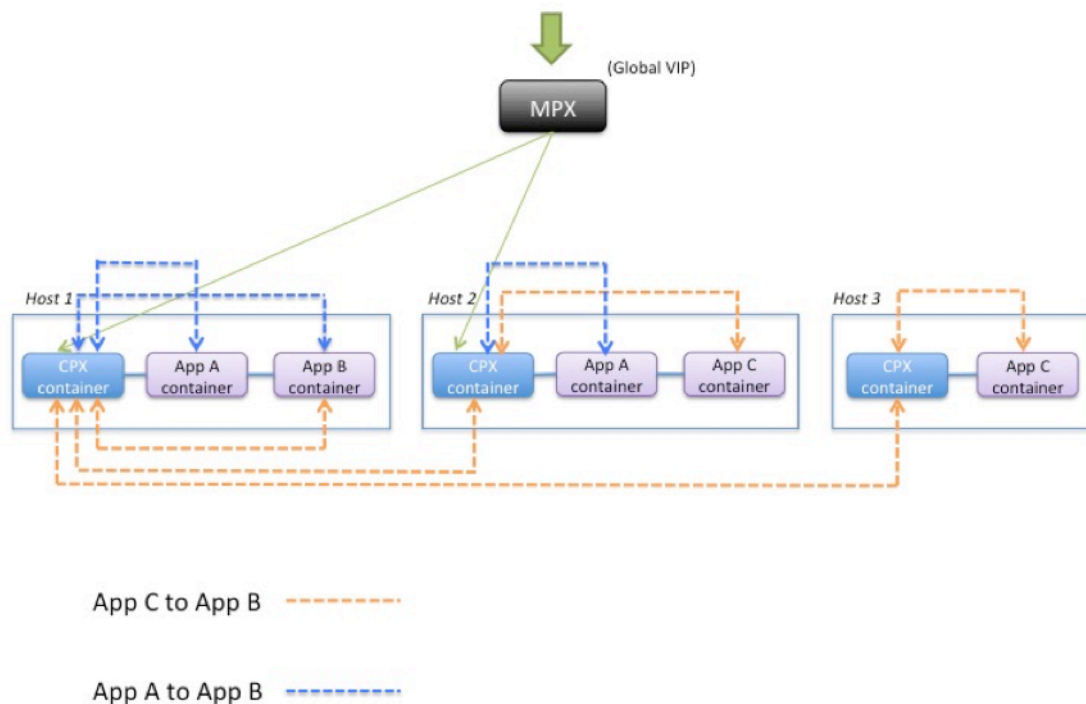 (Global VIP)
MPX
Host 1
Host 2
Host 3
CPX
container
App A
container
App B
container
CPX
container
App A
container
App C
container
CPX
container
App C
container
App C to App B
App A to App B